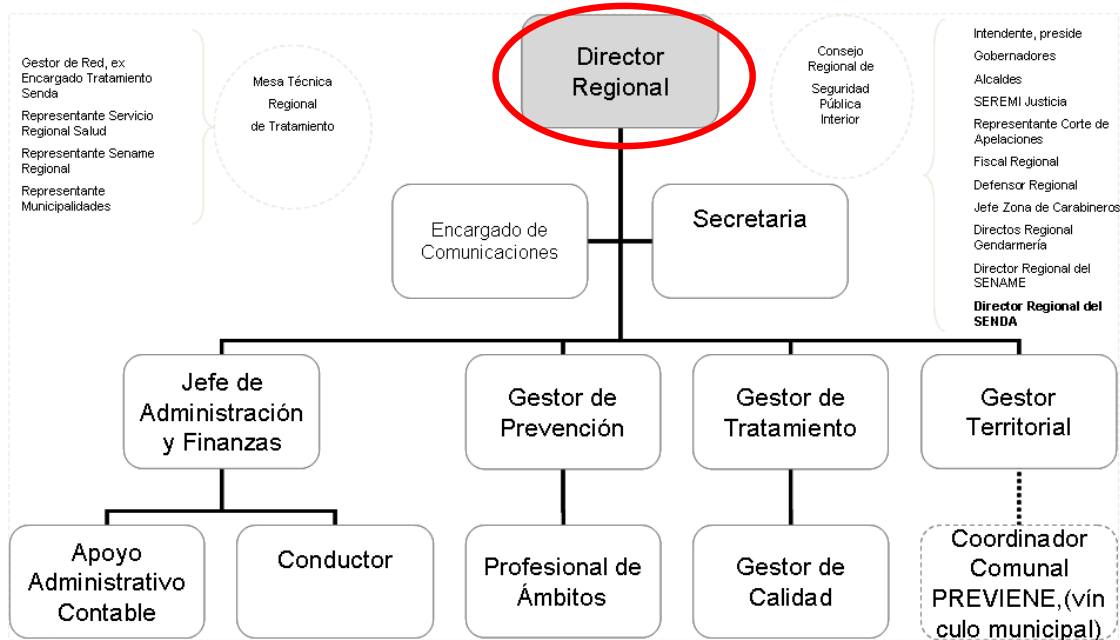 Gestor de Red, ex
Encargado Tratamiento
Senda
Representante Servicio
Regional Salud
Representante Sename
Regional
Representante
Municipalidades
Mesa Técnica
Regional
de Tratamiento
Director
Regional
Consejo
Regional de
Seguridad
Pública
Interior
Intendente, preside
Gobernadores
Alcaldes
SEREMI Justicia
Representante Corte de
Apelaciones
Fiscal Regional
Defensor Regional
Jefe Zona de Carabineros
Directos Regional
Gendarmería
Director Regional del
SENAME
Director Regional del
SENDA
Encargado de
Comunicaciones
Secretaria
Jefe de
Administración
y Finanzas
Gestor de
Prevención
Gestor de
Tratamiento
Gestor
Territorial
Apoyo
Administrativo
Contable
Conductor
Profesional de
Ámbitos
Gestor de
Calidad
Coordinador
Comunal
PREVIENE,(vín
culo municipal)